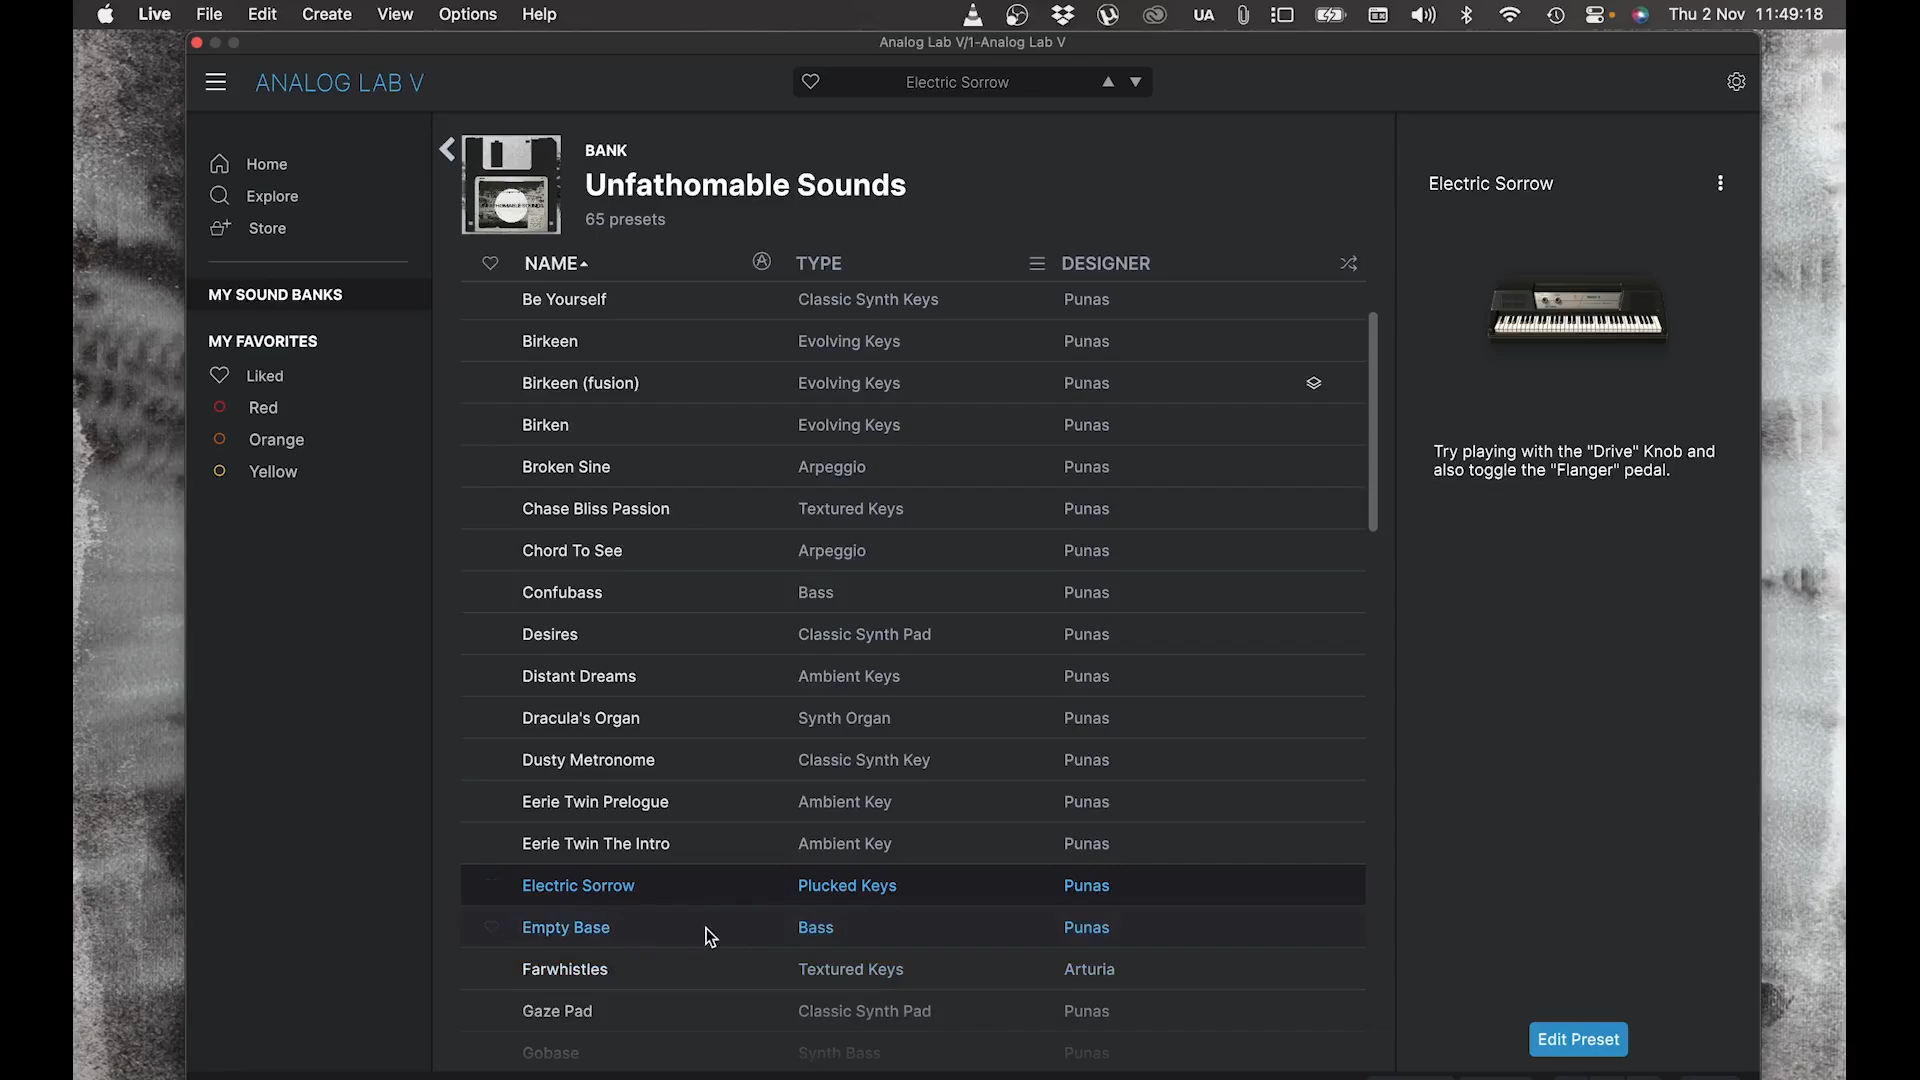 Live File Edit Create View Options Help UA Thu 2 Nov 11:49:18
Analog Lab V/1-Analog Lab V
ANALOG LAB V
Electric Sorrow
Home
Explore
Store
MY SOUND BANKS
MY FAVORITES
Liked
Red
Orange
Yellow
BANK
Unfathomable Sounds
65 presets
NAME TYPE DESIGNER
Be Yourself Classic Synth Keys Punas
Birkeen Evolving Keys Punas
Birkeen (fusion) Evolving Keys Punas
Birken Evolving Keys Punas
Broken Sine Arpeggio Punas
Chase Bliss Passion Textured Keys Punas
Chord To See Arpeggio Punas
Confubass Bass Punas
Desires Classic Synth Pad Punas
Distant Dreams Ambient Keys Punas
Dracula's Organ Synth Organ Punas
Dusty Metronome Classic Synth Key Punas
Eerie Twin Prelogue Ambient Key Punas
Eerie Twin The Intro Ambient Key Punas
Electric Sorrow Plucked Keys Punas
Empty Base Bass Punas
Farwhistles Textured Keys Arturia
Gaze Pad Classic Synth Pad Punas
Gobase Synth Bass Punas
Electric Sorrow
Try playing with the "Drive" Knob and
also toggle the "Flanger" pedal.
Edit Preset